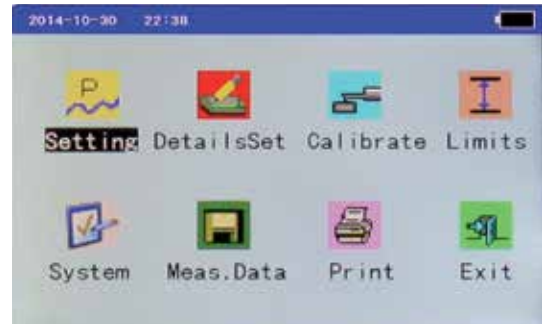 2014-10-30 22:38
P
Setting DetailsSet Calibrate Limits
System Meas.Data Print Exit